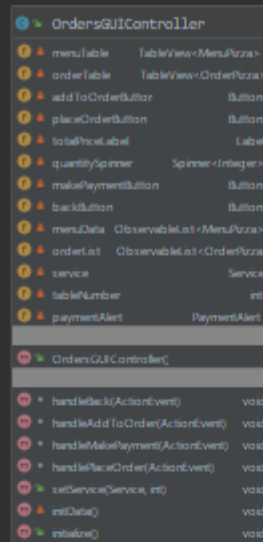 OrdersGUIController
menuTable TableView<MenuPizza>
orderTable TableView<OrderPizza>
addToOrderButton Button
placeOrderButton Button
totalPriceLabel Label
quantitySpinner Spinner<Integer>
makePaymentButton Button
backButton Button
menuData ObservableList<MenuPizza>
orderList ObservableList<OrderPizza>
service Service
tableNumber int
paymentAlert PaymentAlert
OrdersGUIController()
handleBack(ActionEvent) void
handleAddToOrder(ActionEvent) void
handleMakePayment(ActionEvent) void
handlePlaceOrder(ActionEvent) void
setService(Service, int) void
initData() void
initialize() void